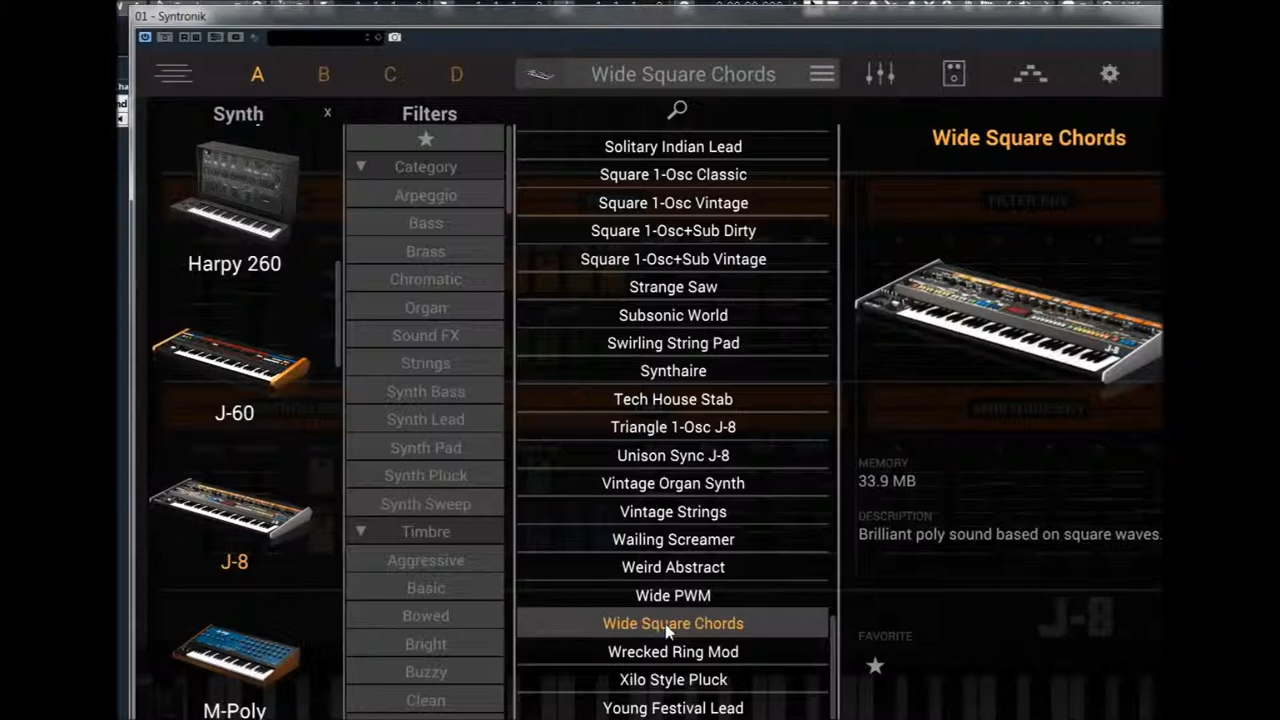 01 - Syntronik
A B C D
Wide Square Chords
Synth x
Harpy 260
J-60
J-8
M-Poly
Filters
Category
Arpeggio
Bass
Brass
Chromatic
Organ
Sound FX
Strings
Synth Bass
Synth Lead
Synth Pad
Synth Pluck
Synth Sweep
Timbre
Aggressive
Basic
Bowed
Bright
Buzzy
Clean
Solitary Indian Lead
Square 1-Osc Classic
Square 1-Osc Vintage
Square 1-Osc+Sub Dirty
Square 1-Osc+Sub Vintage
Strange Saw
Subsonic World
Swirling String Pad
Synthaire
Tech House Stab
Triangle 1-Osc J-8
Unison Sync J-8
Vintage Organ Synth
Vintage Strings
Wailing Screamer
Weird Abstract
Wide PWM
Wide Square Chords
Wrecked Ring Mod
Xilo Style Pluck
Young Festival Lead
Wide Square Chords
FILTER ENV
J-8
MEMORY
33.9 MB
DESCRIPTION
Brilliant poly sound based on square waves.
FAVORITE
J-8